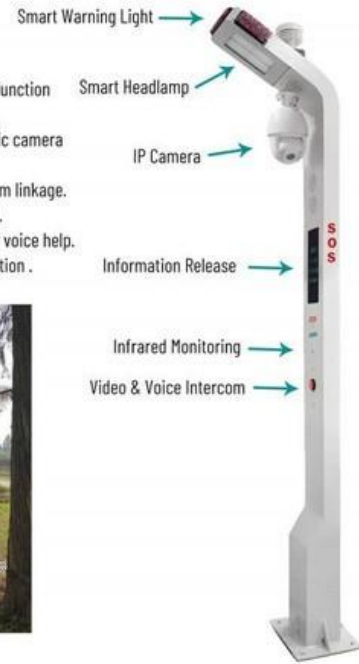 Smart Warning Light
unction
Smart Headlamp
ic camera
IP Camera
m linkage.
voice help.
tion .
Information Release
SOS
Infrared Monitoring
Video & Voice Intercom